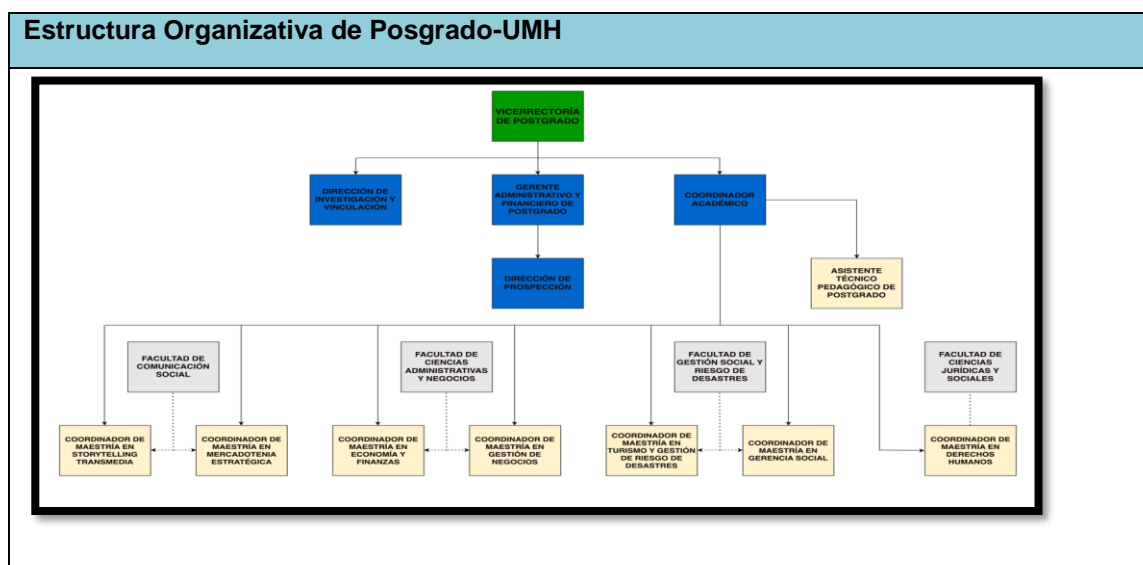 Estructura Organizativa de Posgrado-UMH
VICERRECTORÍA
DE POSTGRADO
DIRECCIÓN DE
INVESTIGACIÓN Y
VINCULACIÓN
GERENTE
ADMINISTRATIVO Y
FINANCIERO DE
POSTGRADO
COORDINADOR
ACADÉMICO
DIRECCIÓN DE
PROSPECCIÓN
ASISTENTE
TÉCNICO
PEDAGÓGICO DE
POSTGRADO
FACULTAD DE
COMUNICACIÓN
SOCIAL
FACULTAD DE
CIENCIAS
ADMINISTRATIVAS
Y NEGOCIOS
FACULTAD DE
GESTIÓN SOCIAL Y
RIESGO DE
DESASTRES
FACULTAD DE
CIENCIAS
JURÍDICAS Y
SOCIALES
COORDINADOR DE
MAESTRÍA EN
STORYTELLING
TRANSMEDIA
COORDINADOR DE
MAESTRÍA EN
MERCADOTENIA
ESTRATÉGICA
COORDINADOR DE
MAESTRÍA EN
ECONOMÍA Y
FINANZAS
COORDINADOR DE
MAESTRÍA EN
GESTIÓN DE
NEGOCIOS
COORDINADOR DE
MAESTRÍA EN
TURISMO Y GESTIÓN
DE RIESGO DE
DESASTRES
COORDINADOR DE
MAESTRÍA EN
GERENCIA SOCIAL
COORDINADOR DE
MAESTRÍA EN
DERECHOS
HUMANOS